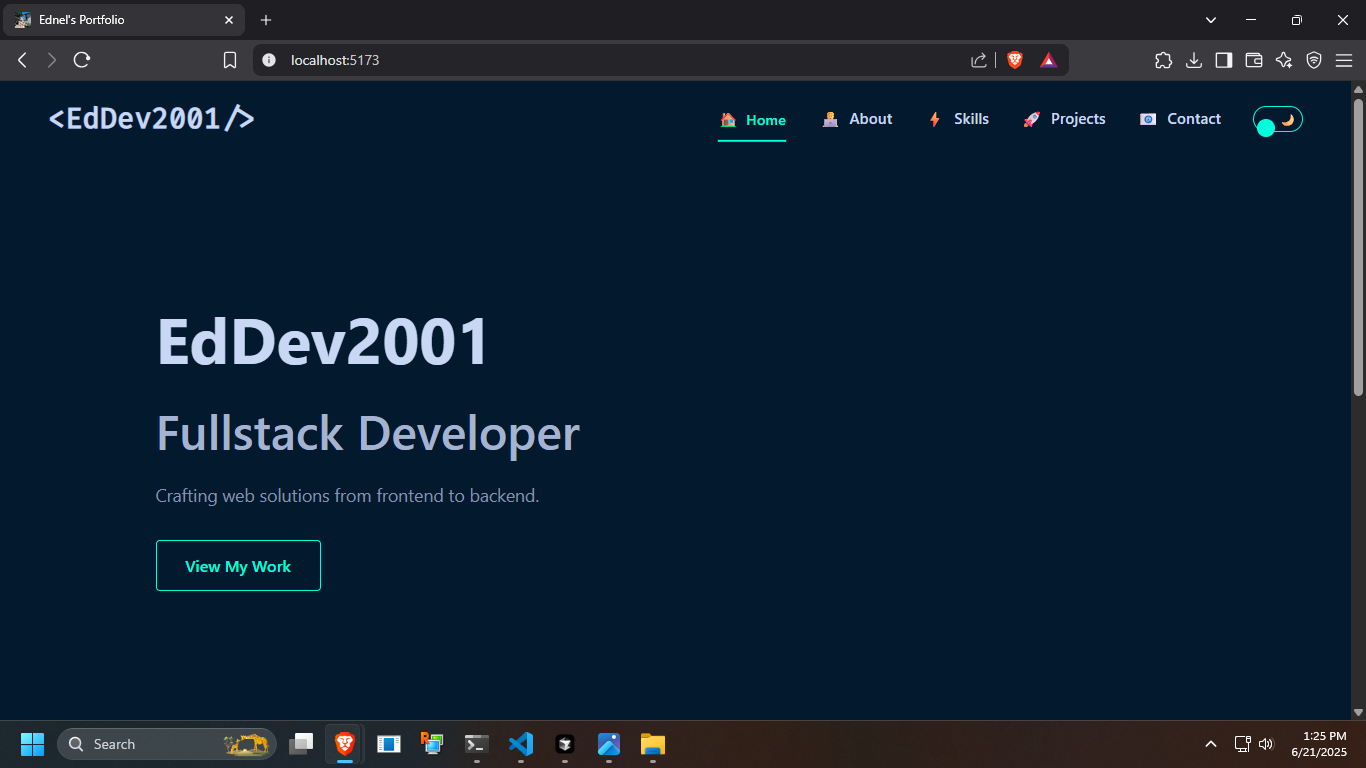 Ednel's Portfolio
localhost:5173
<EdDev2001/>
Home
About
Skills
Projects
Contact
EdDev2001
Fullstack Developer
Crafting web solutions from frontend to backend.
View My Work
Search
1:25 PM
6/21/2025